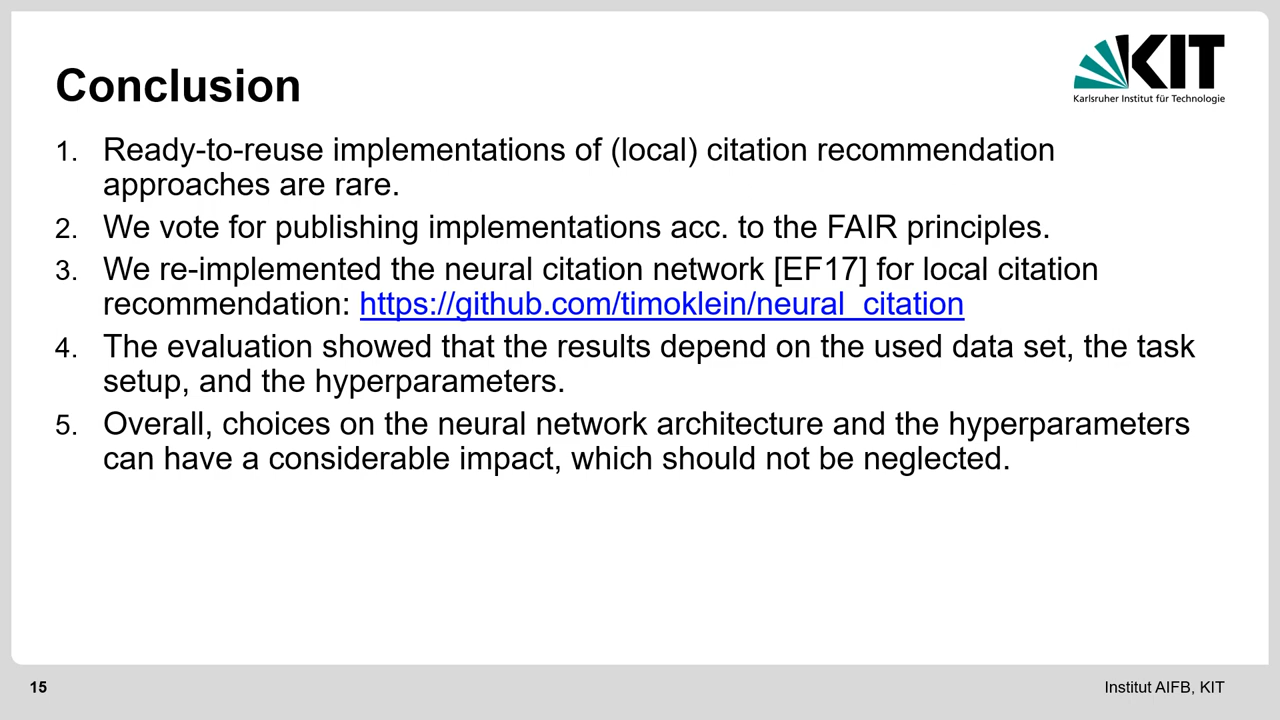 Conclusion
KIT
Karlsruher Institut für Technologie
1. Ready-to-reuse implementations of (local) citation recommendation
approaches are rare.
2. We vote for publishing implementations acc. to the FAIR principles.
3. We re-implemented the neural citation network [EF17] for local citation
recommendation: https://github.com/timoklein/neural_citation
4. The evaluation showed that the results depend on the used data set, the task
setup, and the hyperparameters.
5. Overall, choices on the neural network architecture and the hyperparameters
can have a considerable impact, which should not be neglected.
15
Institut AIFB, KIT